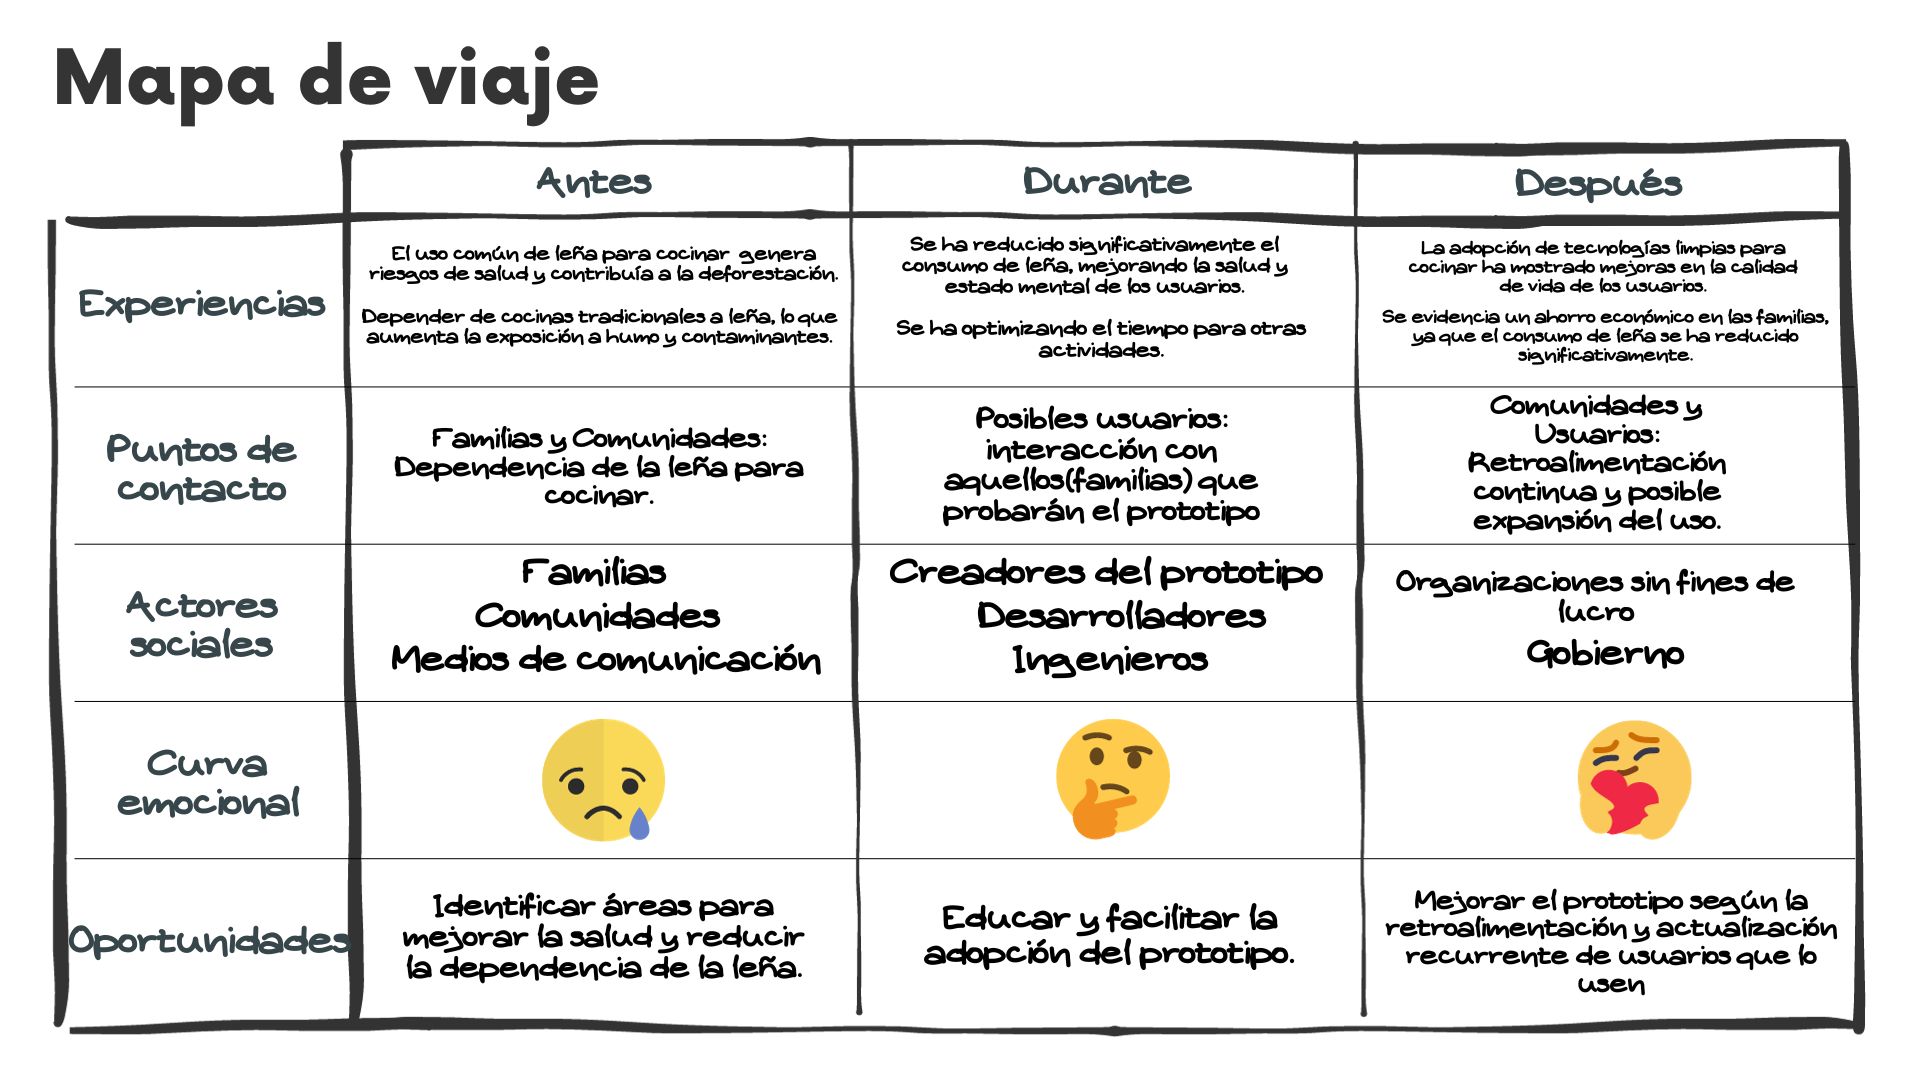 Mapa de viaje
Antes
Durante
Después
Experiencias
El uso común de leña para cocinar genera
riesgos de salud y contribuía a la deforestación.
Depender de cocinas tradicionales a leña, lo que
aumenta la exposición a humo y contaminantes.
Se ha reducido significativamente el
consumo de leña, mejorando la salud y
estado mental de los usuarios.
Se ha optimizando el tiempo para otras
actividades.
La adopción de tecnologías limpias para
cocinar ha mostrado mejoras en la calidad
de vida de los usuarios.
Se evidencia un ahorro económico en las familias,
ya que el consumo de leña se ha reducido
significativamente.
Puntos de
contacto
Familias y Comunidades:
Dependencia de la leña para
cocinar.
Posibles usuarios:
interacción con
aquellos(familias) que
probarán el prototipo
Comunidades y
Usuarios:
Retroalimentación
continua y posible
expansión del uso.
Actores
sociales
Familias
Comunidades
Medios de comunicación
Creadores del prototipo
Desarrolladores
Ingenieros
Organizaciones sin fines de
lucro
Gobierno
Curva
emocional
Oportunidades
Identificar áreas para
mejorar la salud y reducir
la dependencia de la leña.
Educar y facilitar la
adopción del prototipo.
Mejorar el prototipo según la
retroalimentación y actualización
recurrente de usuarios que lo
usen